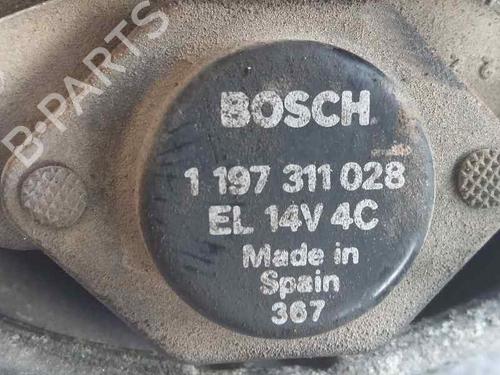 B-PARTS
BOSCH
1 197 311 028
EL 14V 4C
Made in
Spain
367